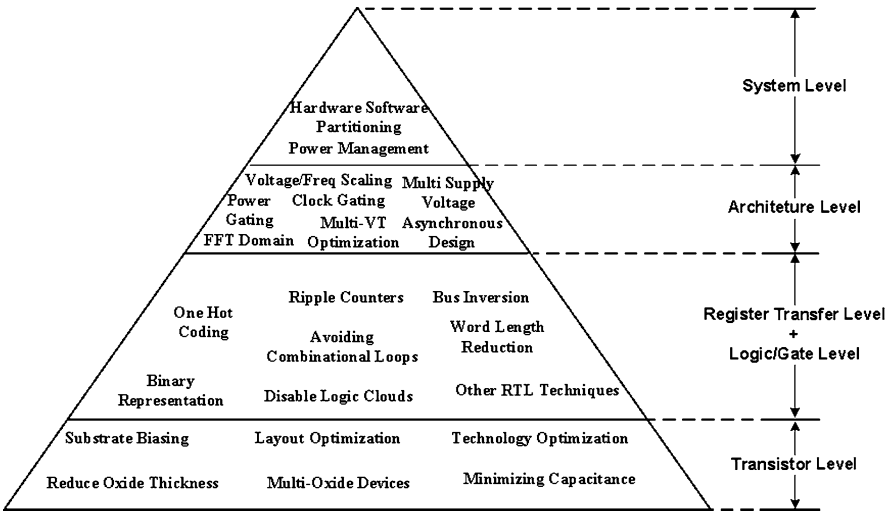 Hardware Software
Partitioning
Power Management
System Level
Voltage/Freq Scaling
Multi Supply
Voltage
Power
Gating
Clock Gating
FFT Domain
Multi-VT
Optimization
Asynchronous
Design
Architeture Level
One Hot
Coding
Ripple Counters
Bus Inversion
Avoiding
Combinational Loops
Word Length
Reduction
Binary
Representation
Disable Logic Clouds
Other RTL Techniques
Register Transfer Level
+
Logic/Gate Level
Substrate Biasing
Layout Optimization
Technology Optimization
Reduce Oxide Thickness
Multi-Oxide Devices
Minimizing Capacitance
Transistor Level